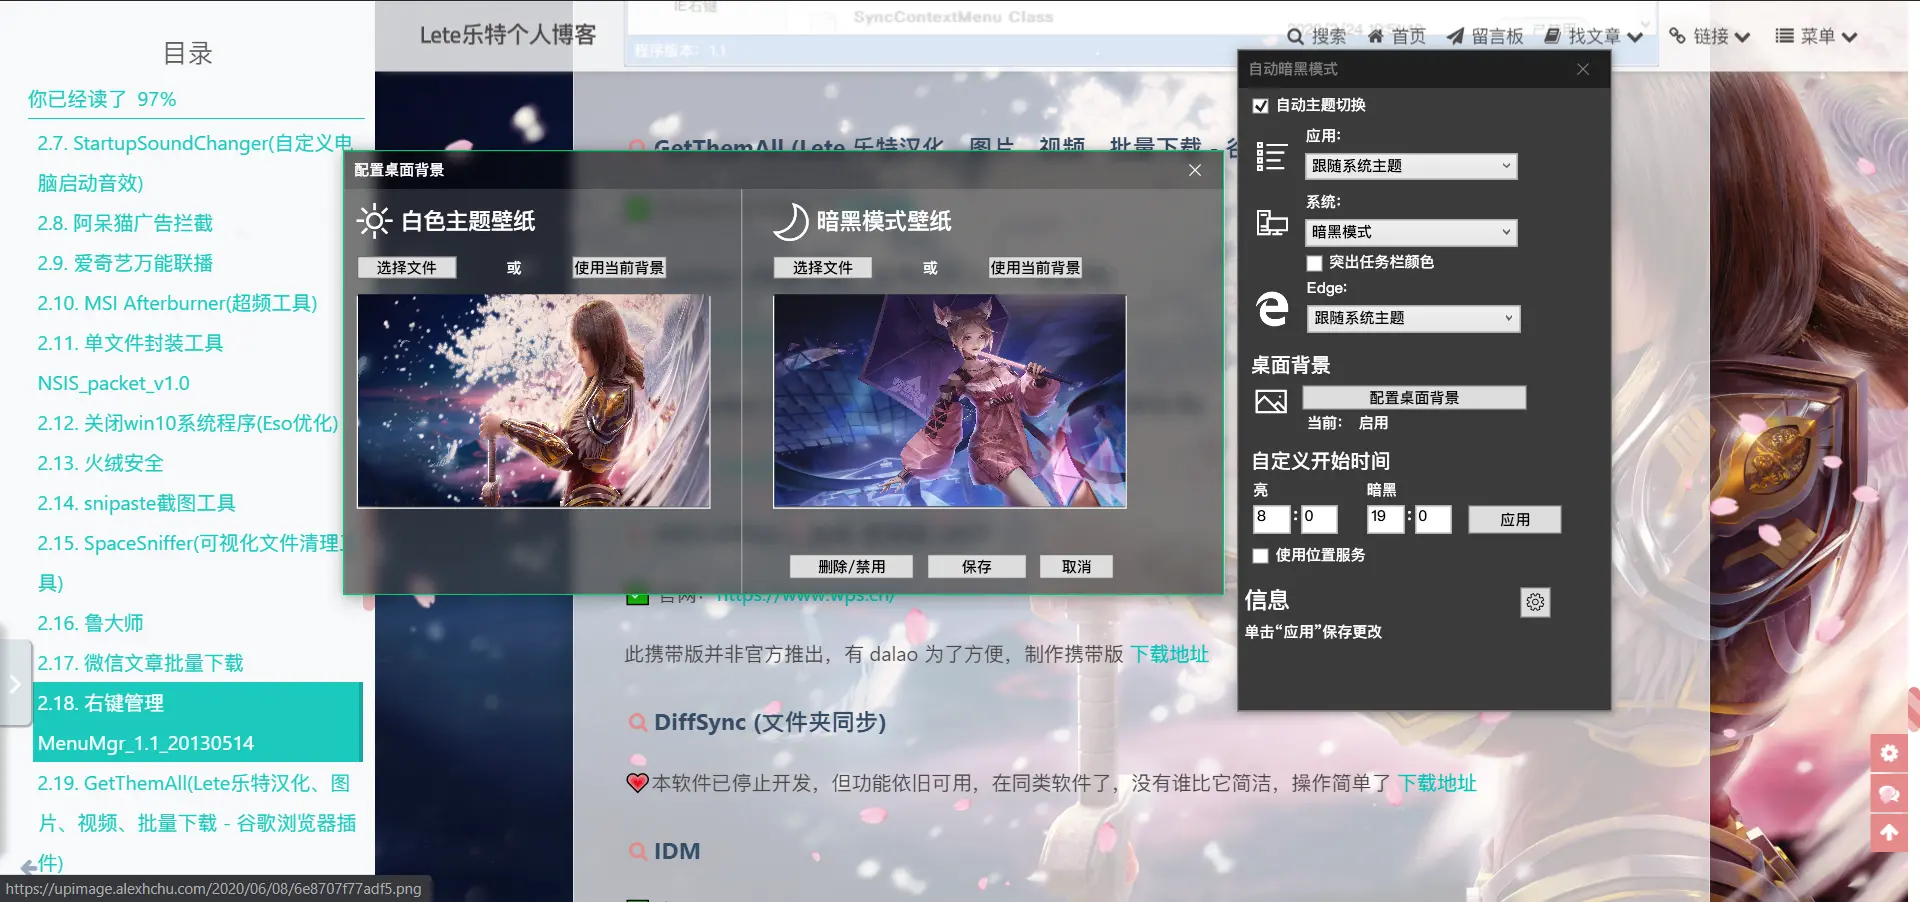 目录
你已经读了 97%
2.7. StartupSoundChanger(自定义电
脑启动音效)
2.8. 阿呆猫广告拦截
2.9. 爱奇艺万能联播
2.10. MSI Afterburner(超频工具)
2.11. 单文件封装工具
NSIS_packet_v1.0
2.12. 关闭win10系统程序(Eso优化)
2.13. 火绒安全
2.14. snipaste截图工具
2.15. SpaceSniffer(可视化文件清理工
具)
2.16. 鲁大师
2.17. 微信文章批量下载
2.18. 右键管理
MenuMgr_1.1_20130514
2.19. GetThemAll(Lete乐特汉化、图
片、视频、批量下载 - 谷歌浏览器插
件)
https://upimage.alexhchu.com/2020/06/08/6e8707f77adf5.png
Lete乐特个人博客
IE右键
SyncContextMenu Class
程序版本: 1.1
搜索 首页 留言板 找文章 链接 菜单
GetThemAll (Lete 乐特汉化、图片、视频、批量下载 - 谷
配置桌面背景
白色主题壁纸
选择文件 或 使用当前背景
暗黑模式壁纸
选择文件 或 使用当前背景
删除/禁用 保存 取消
官网: https://www.wps.cn/
此携带版并非官方推出，有 dalao 为了方便，制作携带版 下载地址
DiffSync (文件夹同步)
本软件已停止开发，但功能依旧可用，在同类软件了，没有谁比它简洁，操作简单了 下载地址
IDM
自动暗黑模式
自动主题切换
应用:
跟随系统主题
系统:
暗黑模式
突出任务栏颜色
Edge:
跟随系统主题
桌面背景
配置桌面背景
当前: 启用
自定义开始时间
亮 暗黑
8 : 0 19 : 0 应用
使用位置服务
信息
单击“应用”保存更改